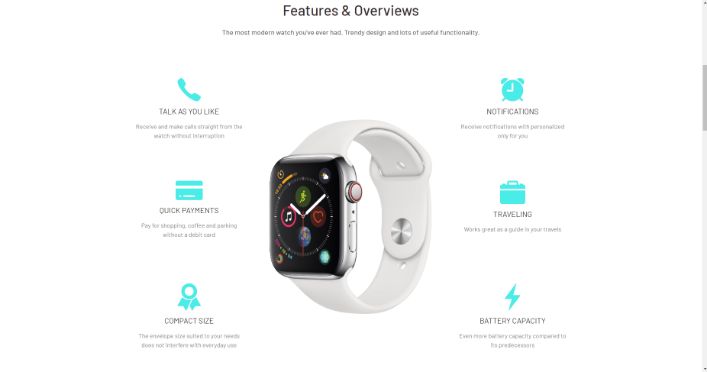 Features & Overviews
The most modern watch you've ever had. Trendy design and lots of useful functionality.
TALK AS YOU LIKE
Receive and make calls straight from the
watch without interruption
QUICK PAYMENTS
Pay for shopping, coffee and parking
without a debit card
COMPACT SIZE
The envelope size suited to your needs
does not interfere with everyday use
NOTIFICATIONS
Receive notifications with personalized
only for you
TRAVELING
Works great as a guide in your travels
BATTERY CAPACITY
Even more battery capacity compared to
its predecessors